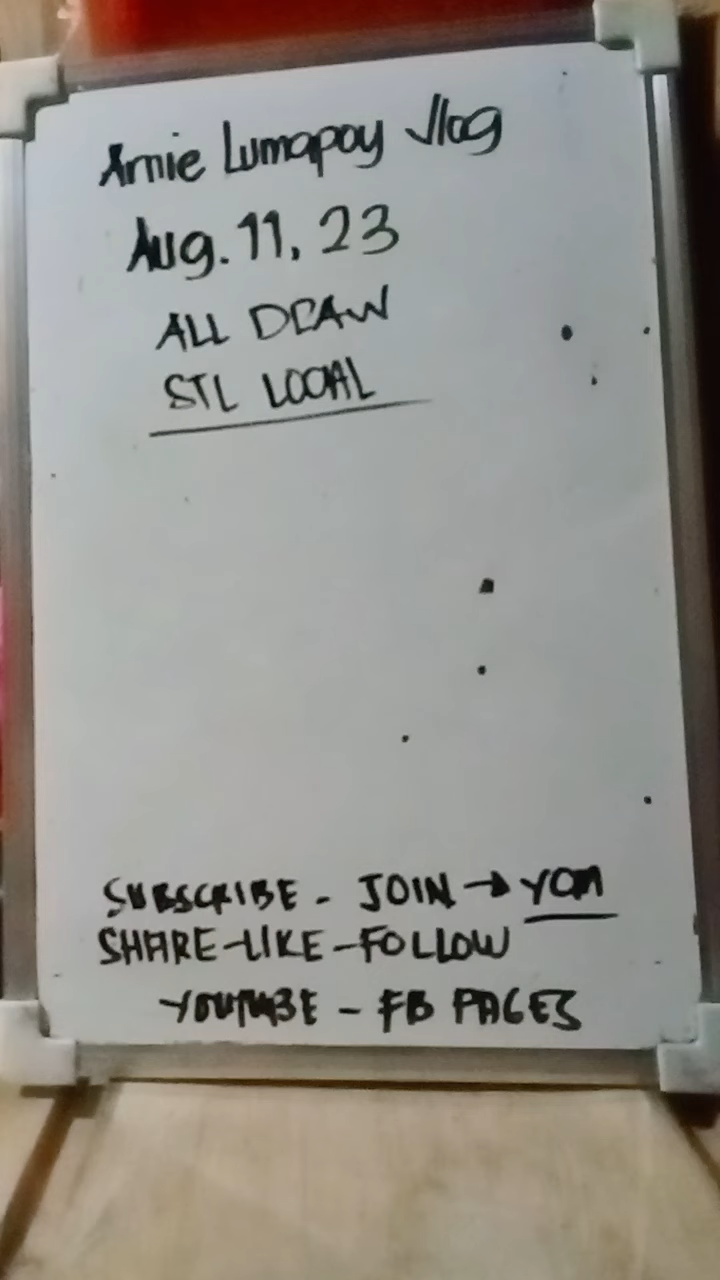 Arnie Lumapay Vlog
Aug. 11, 23
ALL DRAW
STL LOCAL
SUBSCRIBE - JOIN → YOM
SHARE-LIKE-FOLLOW
YOUTUBE - FB PAGES